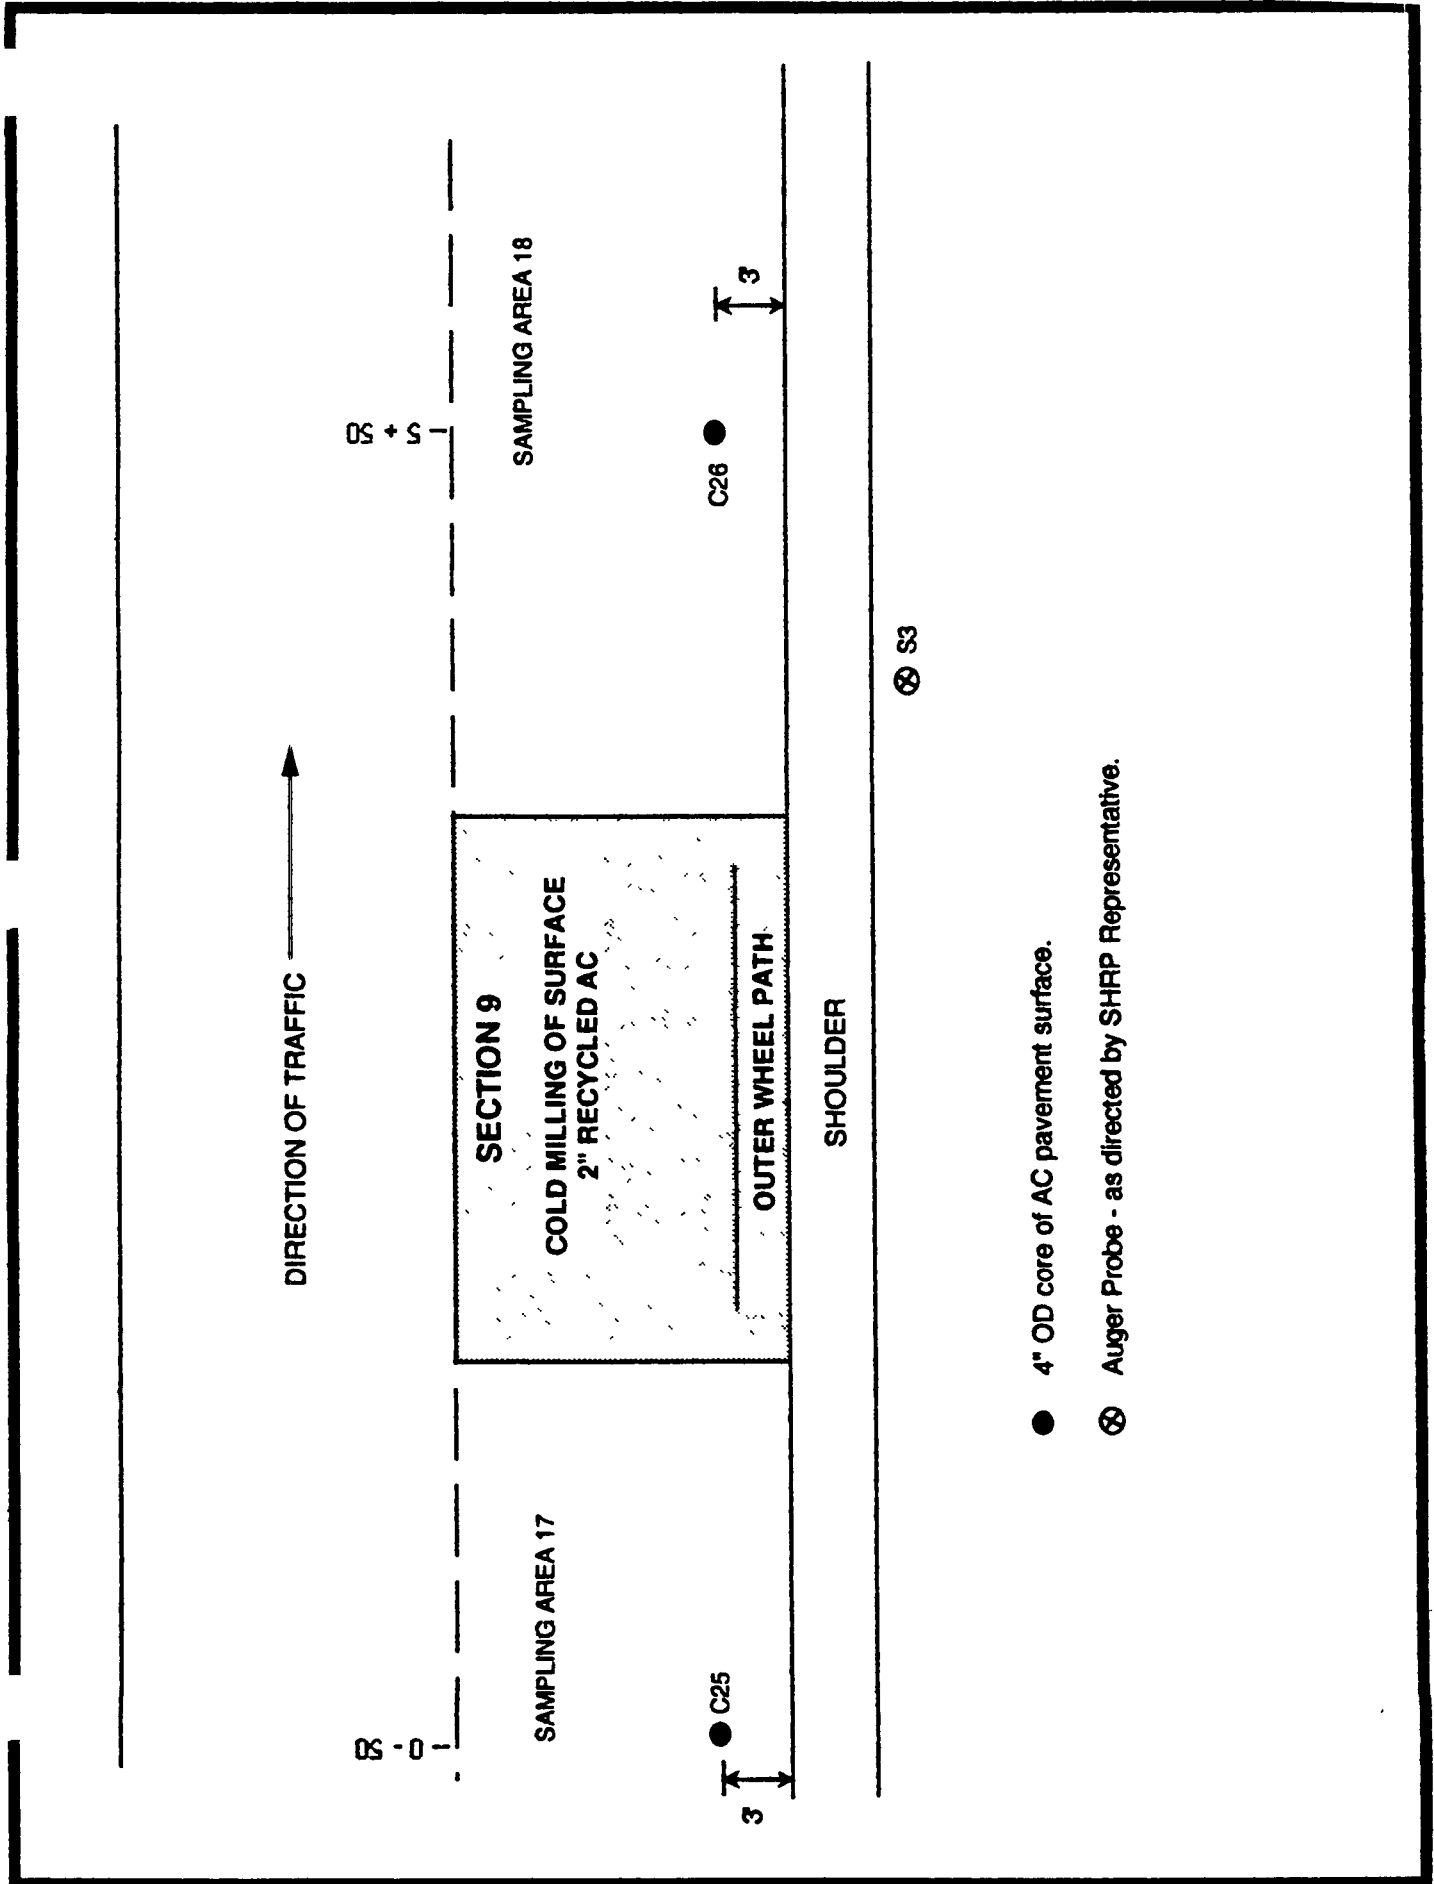 DIRECTION OF TRAFFIC
0 - 50
5 + 50
SAMPLING AREA 17
SECTION 9
COLD MILLING OF SURFACE
2" RECYCLED AC
SAMPLING AREA 18
3'
C25
OUTER WHEEL PATH
C26
3'
SHOULDER
S3
4" OD core of AC pavement surface.
Auger Probe - as directed by SHRP Representative.